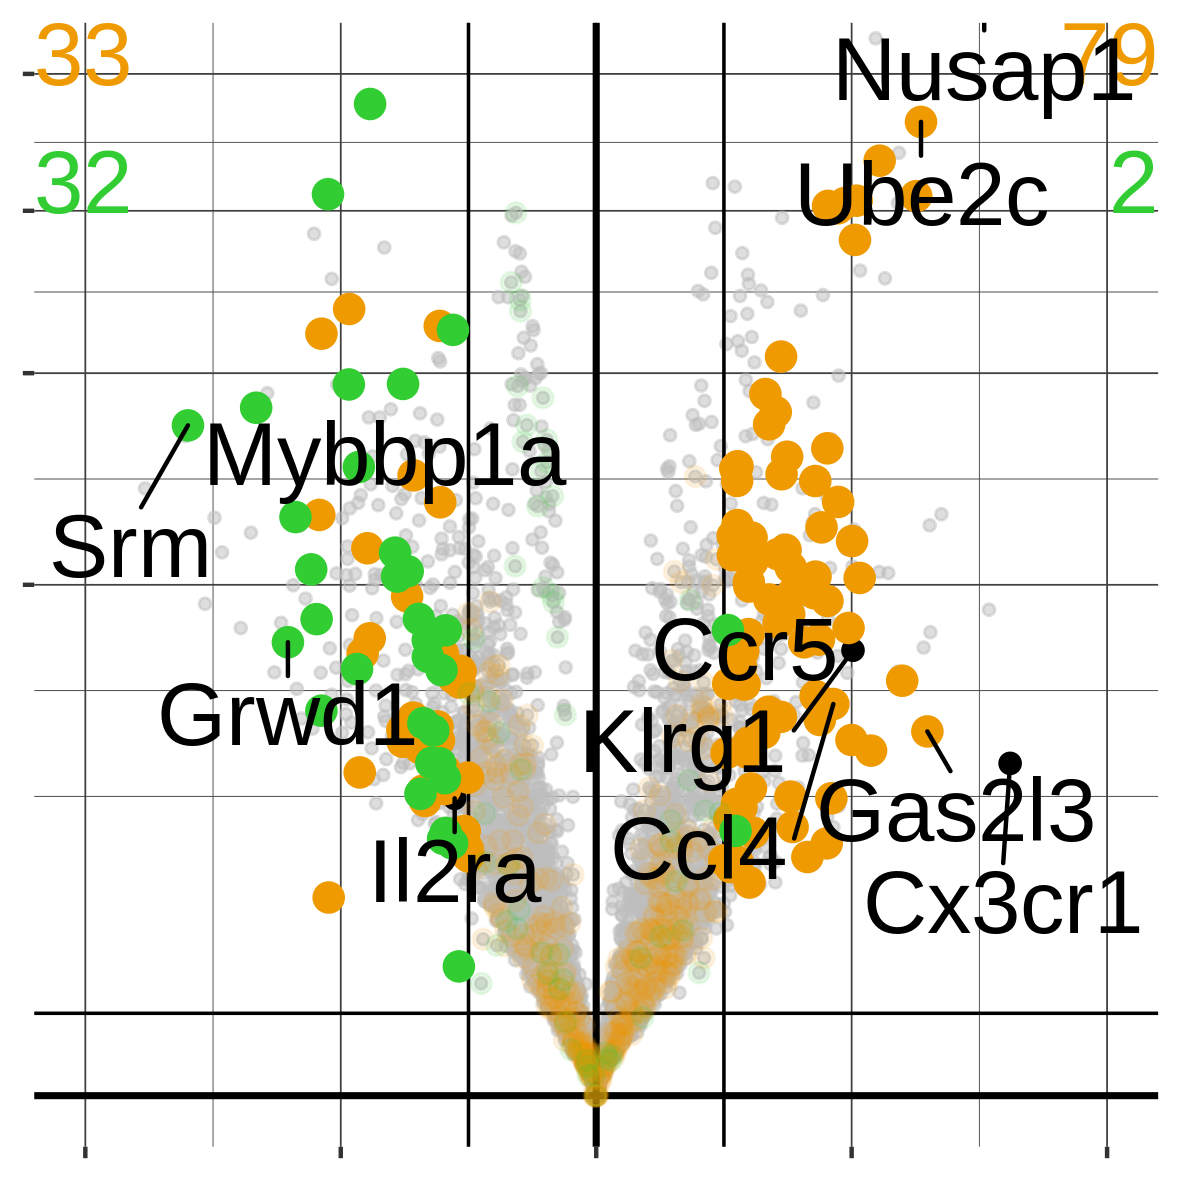 33
79
Nusap1
32
2
Ube2c
Mybbp1a
Srm
Ccr5
Grwd1
Klrg1
Gas2l3
Ccl4
Il2ra
Cx3cr1